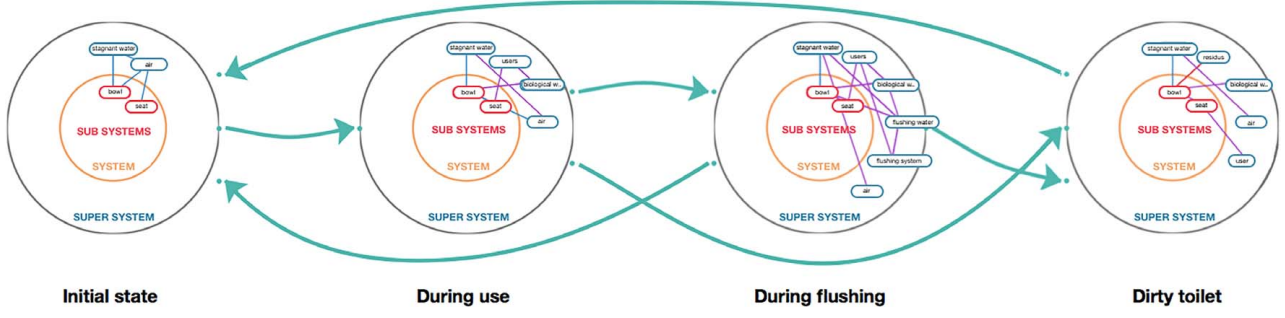 stagnant water
air
bowl
seat
SUB SYSTEMS
SYSTEM
SUPER SYSTEM
Initial state
stagnant water
users
biological w..
bowl
seat
air
SUB SYSTEMS
SYSTEM
SUPER SYSTEM
During use
stagnant water
users
biological w..
bowl
seat
flushing water
SUB SYSTEMS
flushing system
SYSTEM
air
SUPER SYSTEM
During flushing
stagnant water
residus
biological w..
bowl
seat
air
SUB SYSTEMS
user
SYSTEM
SUPER SYSTEM
Dirty toilet